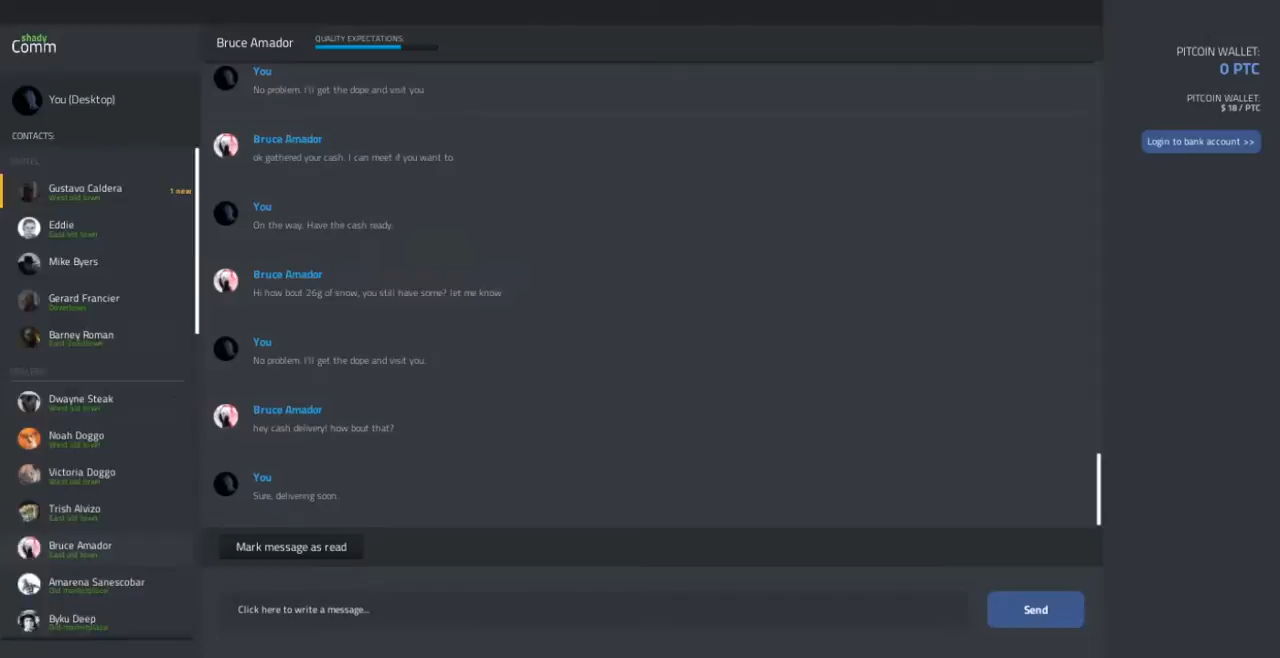 shady
Comm
You (Desktop)
CONTACTS:
Gustavo Caldera
West old town
1 new
Eddie
East old town
Mike Byers
Gerard Francier
Downtown
Barney Roman
Dwayne Steak
West old town
Noah Doggo
West old town
Victoria Doggo
West old town
Trish Alvizo
East old town
Bruce Amador
East old town
Amarena Sanescobar
Old marketplace
Byku Deep
Old marketplace
Bruce Amador
QUALITY EXPECTATIONS:
You
No problem. I'll get the dope and visit you
Bruce Amador
ok gathered your cash. I can meet if you want to
You
On the way. Have the cash ready.
Bruce Amador
Hi how bout 26g of snow, you still have some? let me know
You
No problem. I'll get the dope and visit you.
Bruce Amador
hey cash delivery! how bout that?
You
Sure, delivering soon.
Mark message as read
Click here to write a message...
Send
PITCOIN WALLET:
0 PTC
PITCOIN WALLET:
$ 18 / PTC
Login to bank account >>